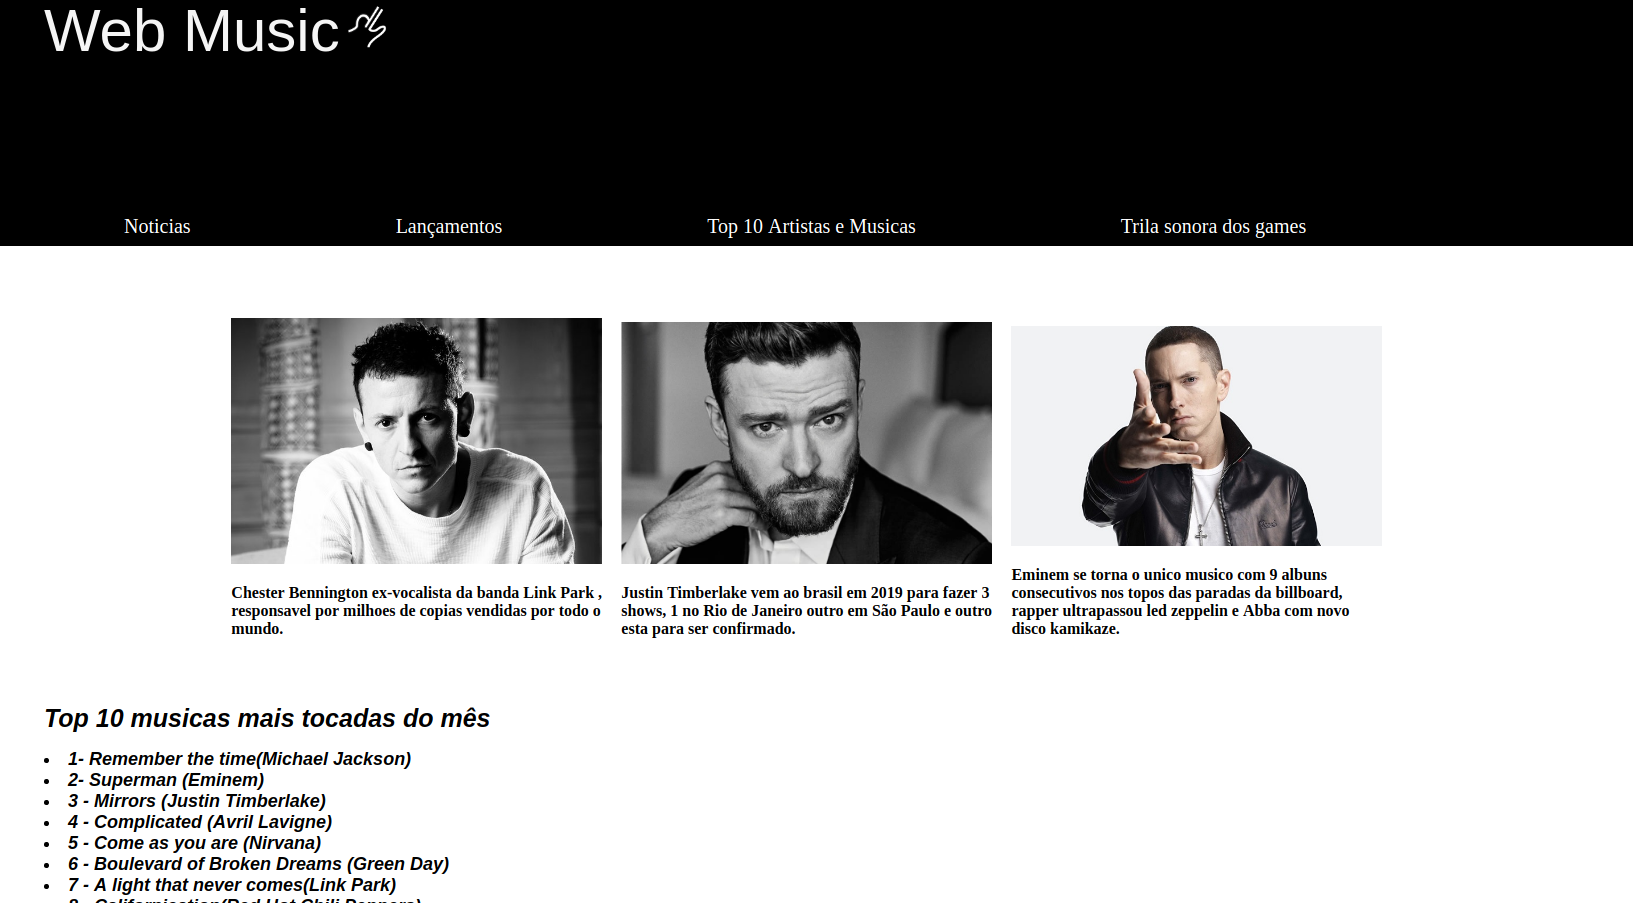 Web Music
Noticias
Lançamentos
Top 10 Artistas e Musicas
Trila sonora dos games
Chester Bennington ex-vocalista da banda Link Park ,
responsavel por milhoes de copias vendidas por todo o
mundo.
Justin Timberlake vem ao brasil em 2019 para fazer 3
shows, 1 no Rio de Janeiro outro em São Paulo e outro
esta para ser confirmado.
Eminem se torna o unico musico com 9 albuns
consecutivos nos topos das paradas da billboard,
rapper ultrapassou led zeppelin e Abba com novo
disco kamikaze.
Top 10 musicas mais tocadas do mês
1- Remember the time(Michael Jackson)
2- Superman (Eminem)
3 - Mirrors (Justin Timberlake)
4 - Complicated (Avril Lavigne)
5 - Come as you are (Nirvana)
6 - Boulevard of Broken Dreams (Green Day)
7 - A light that never comes(Link Park)
8 - Californication(Red Hot Chili Peppers)